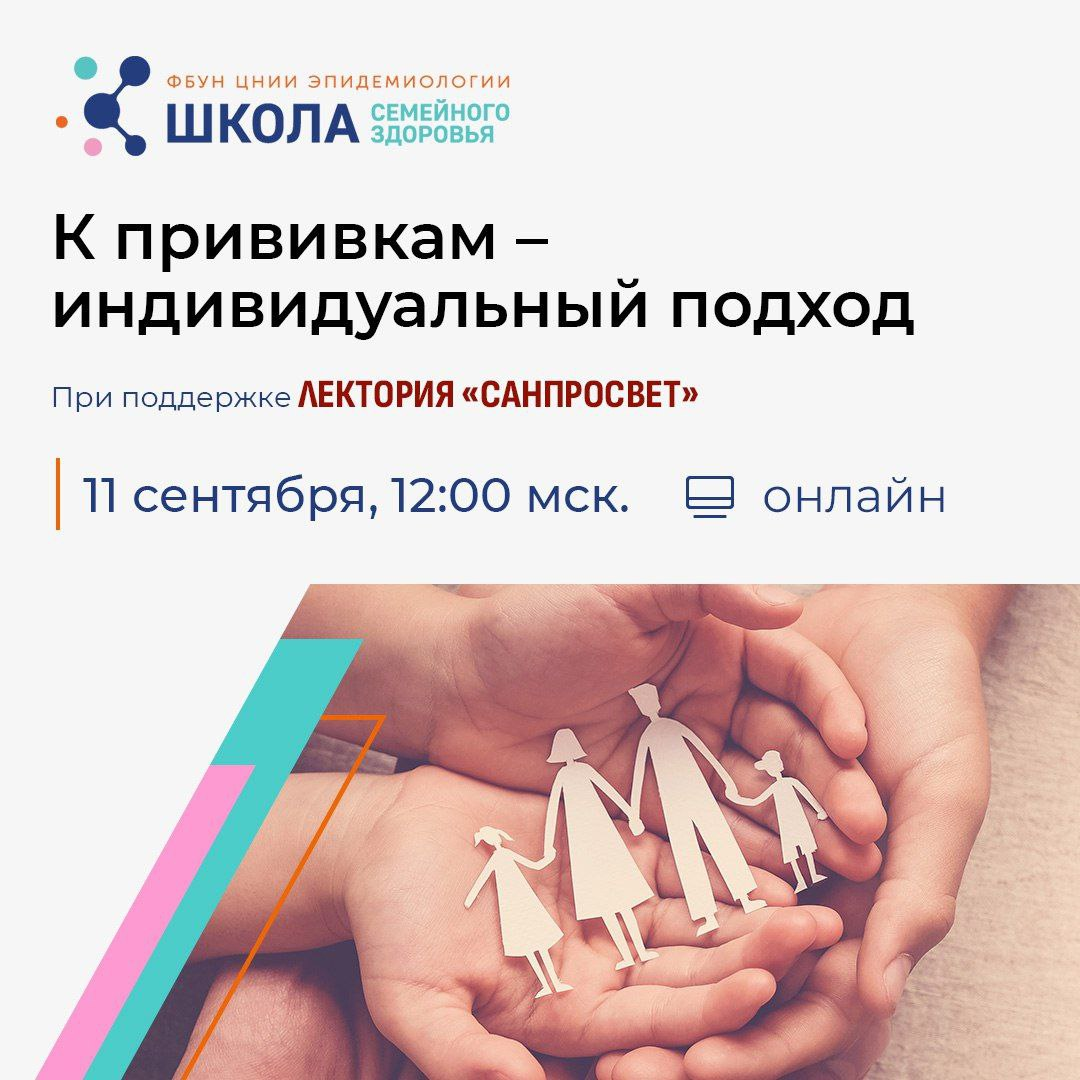 ФБУН ЦНИИ ЭПИДЕМИОЛОГИИ
ШКОЛА СЕМЕЙНОГО
ЗДОРОВЬЯ
К прививкам –
индивидуальный подход
При поддержке ЛЕКТОРИЯ «САНПРОСВЕТ»
11 сентября, 12:00 мск. онлайн